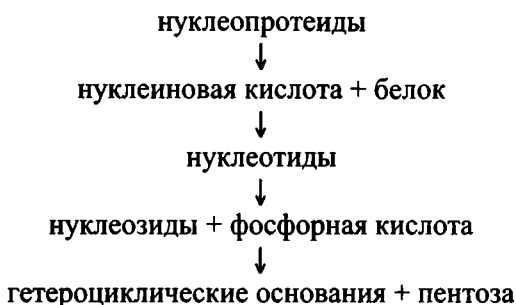 нуклеопротеиды
↓
нуклеиновая кислота + белок
↓
нуклеотиды
↓
нуклеозиды + фосфорная кислота
↓
гетероциклические основания + пентоза